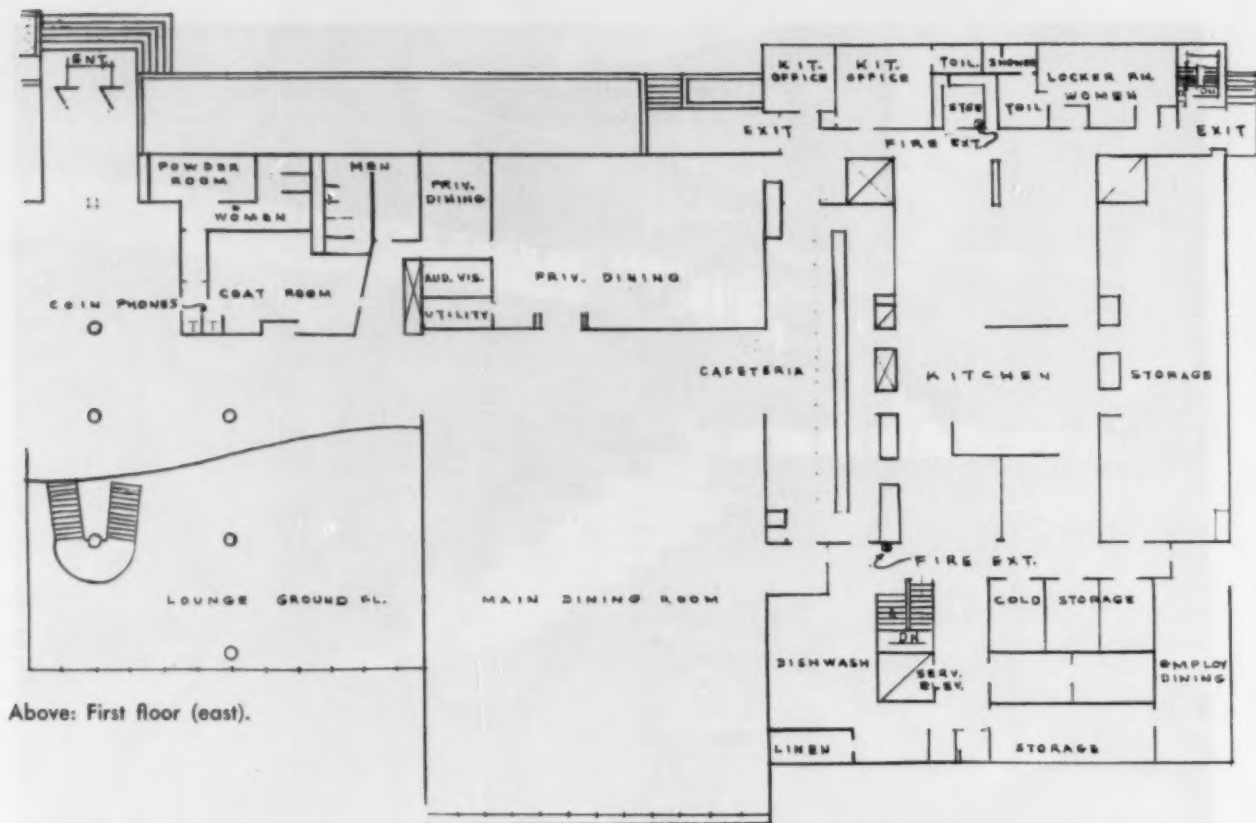 ENT.
KIT.
OFFICE
KIT.
OFFICE
TOIL.
SHOWER
LOCKER RM.
WOMEN
DN
STOR
TOIL
EXIT
EXIT
FIRE EXT.
POWDER
ROOM
MEN
PRIV.
DINING
WOMEN
COAT ROOM
COIN PHONES
T T
AUD. VIS.
UTILITY
PRIV. DINING
CAFETERIA
KITCHEN
STORAGE
FIRE EXT.
LOUNGE GROUND FL.
MAIN DINING ROOM
DN
COLD STORAGE
DISHWASH
SERV.
ELEV.
EMPLOY
DINING
LINEN
STORAGE
Above: First floor (east).